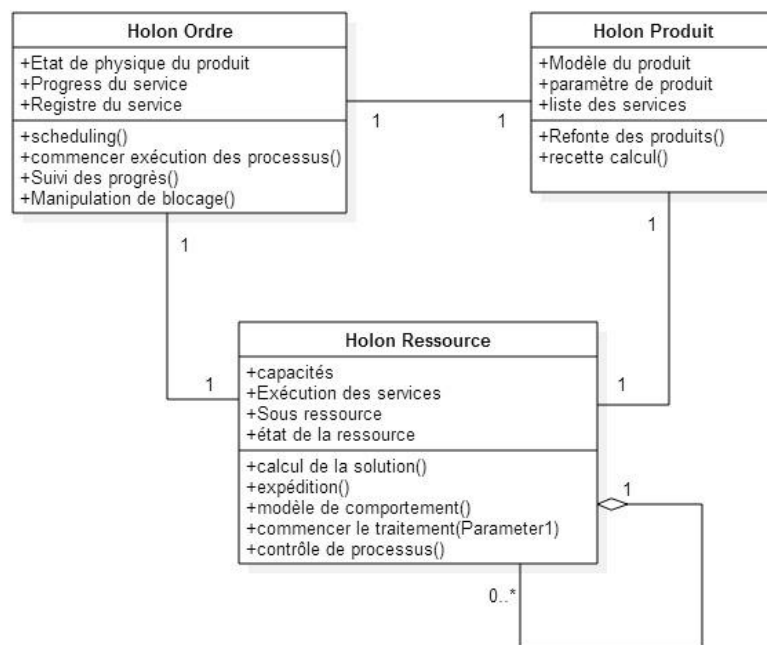 Holon Ordre
+Etat de physique du produit
+Progress du service
+Registre du service
+scheduling()
+commencer exécution des processus()
+Suivi des progrès()
+Manipulation de blocage()
Holon Produit
+Modèle du produit
+paramètre de produit
+liste des services
+Refonte des produits()
+recette calcul()
1
1
1
1
1
1
Holon Ressource
+capacités
+Exécution des services
+Sous ressource
+état de la ressource
+calcul de la solution()
+expédition()
+modèle de comportement()
+commencer le traitement(Parameter1)
+contrôle de processus()
1
0..*